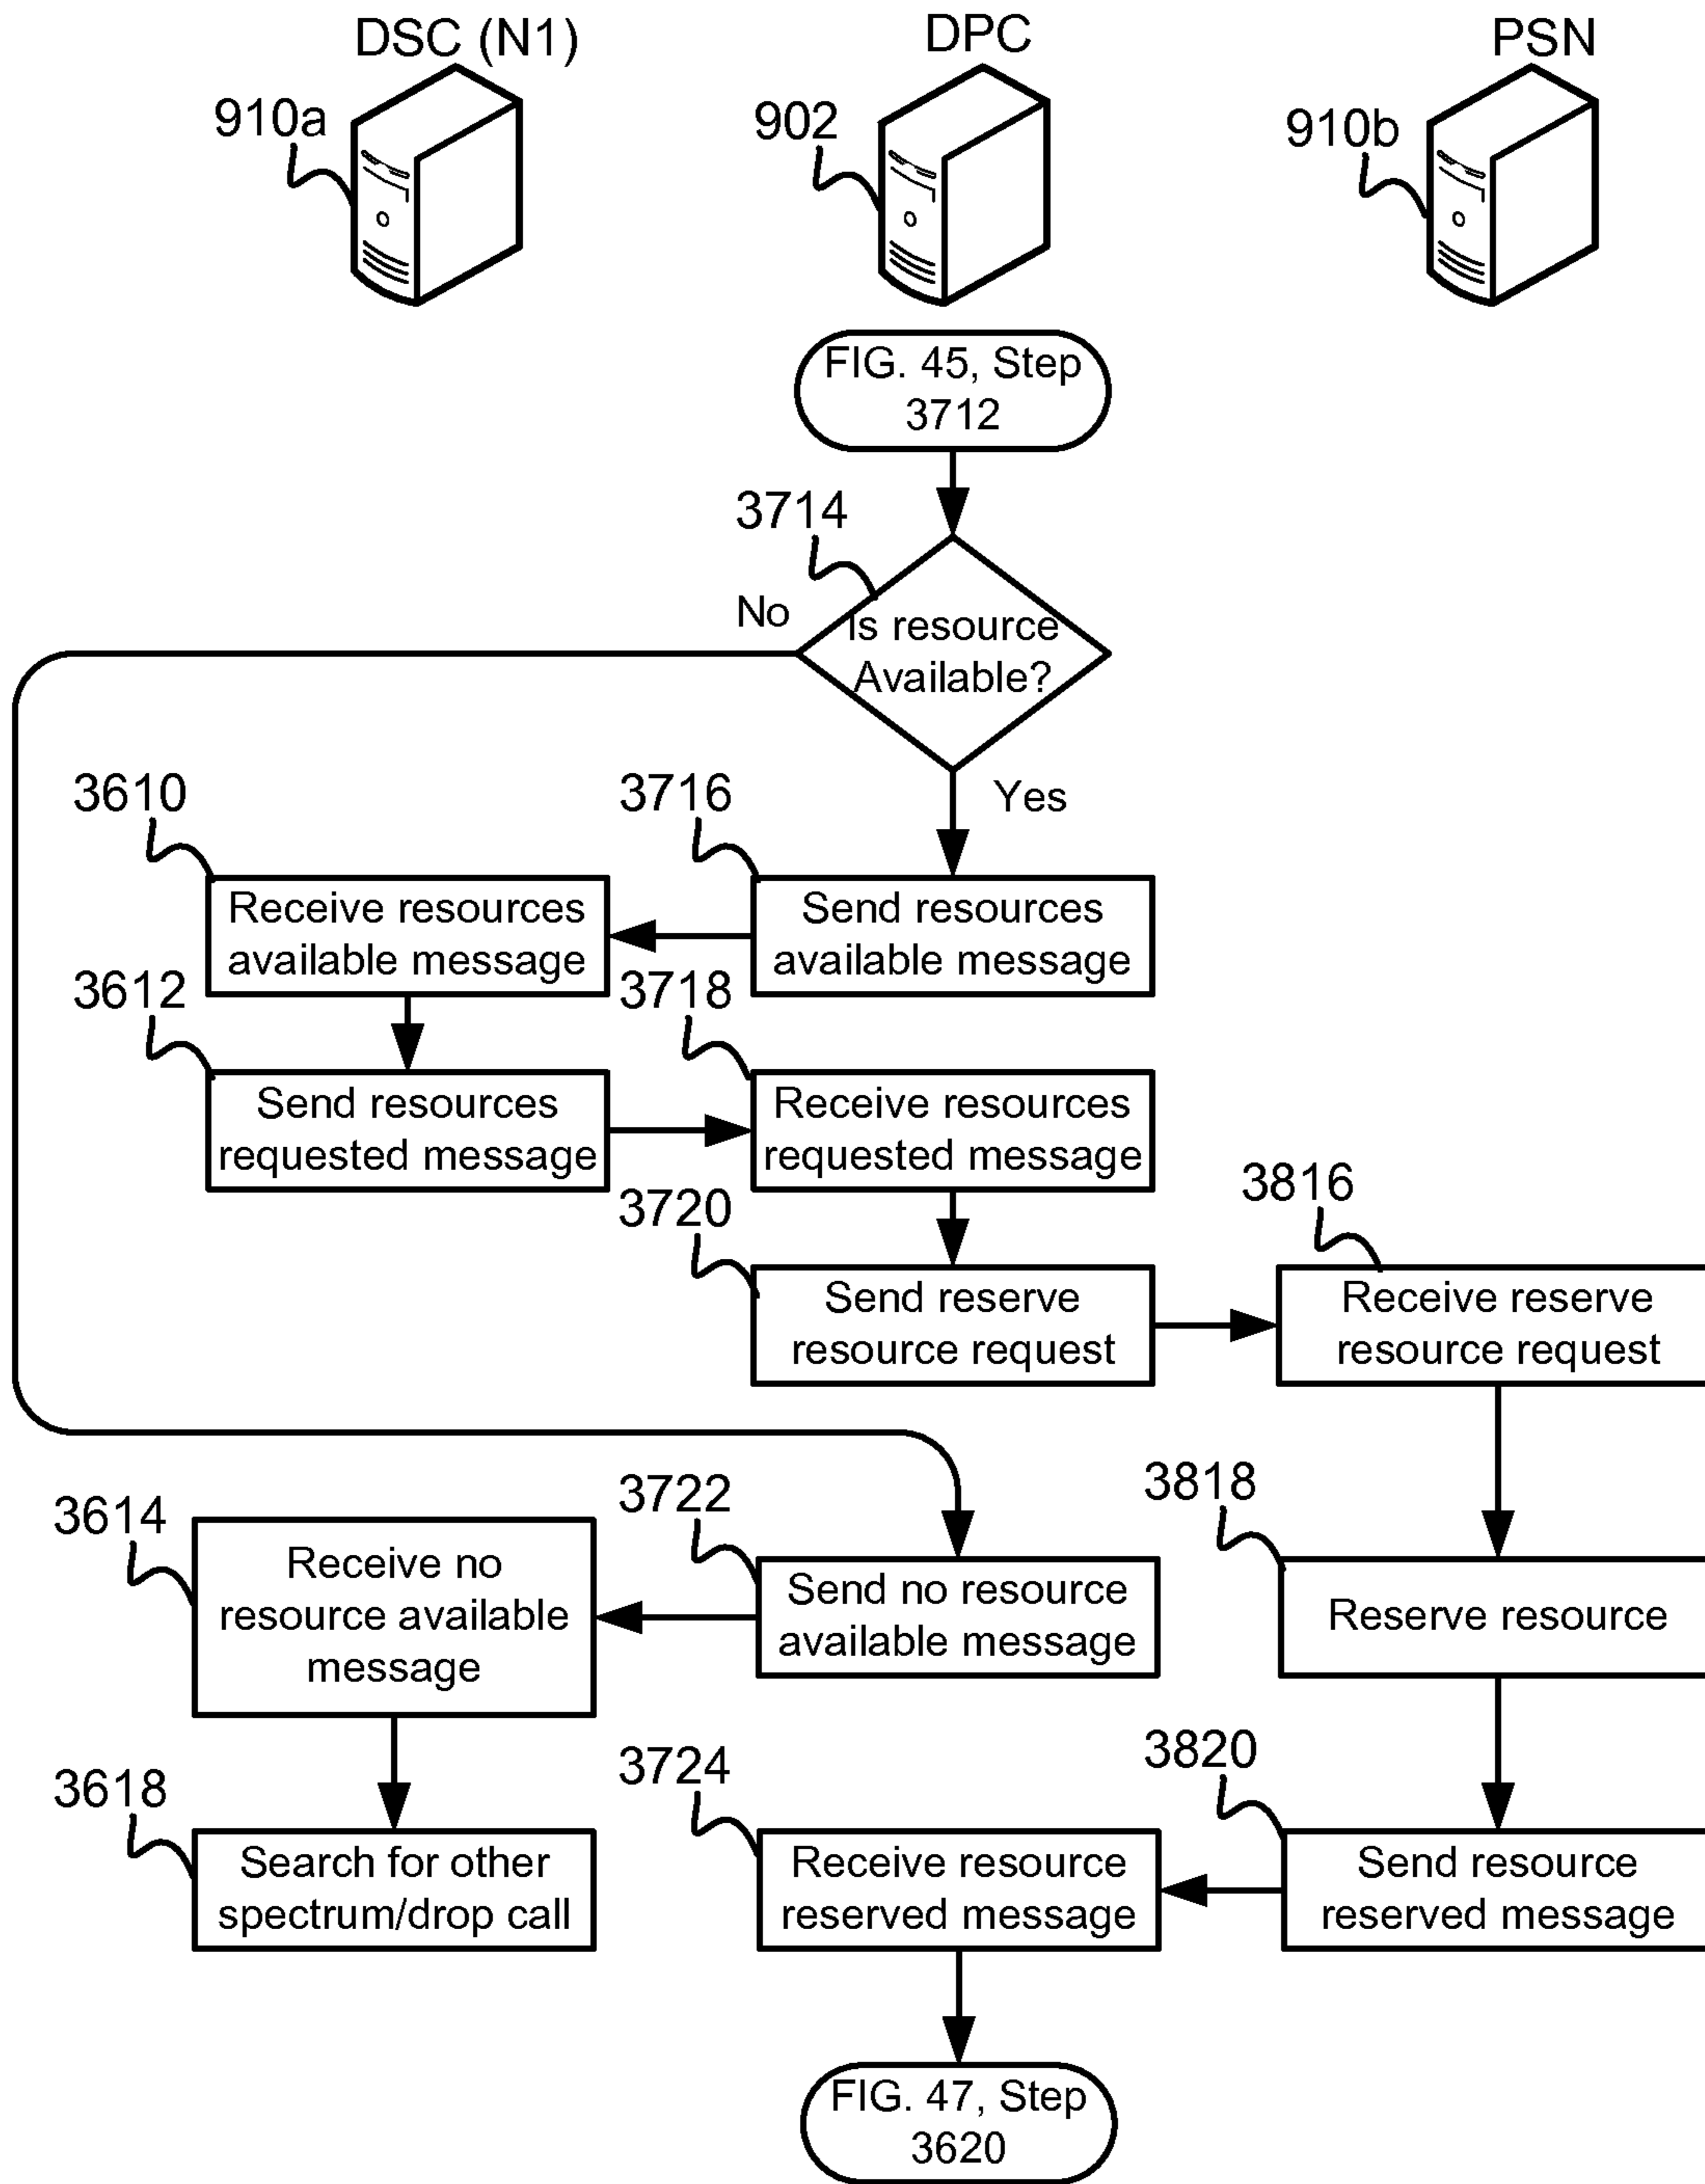 DSC (N1)
DPC
PSN
910a
902
910b
FIG. 45, Step
3712
3714
No
Is resource
Available?
Yes
3610
3716
Receive resources
available message
Send resources
available message
3612
3718
Send resources
requested message
Receive resources
requested message
3720
3816
Send reserve
resource request
Receive reserve
resource request
3614
3722
3818
Receive no
resource available
message
Send no resource
available message
Reserve resource
3618
3724
3820
Search for other
spectrum/drop call
Receive resource
reserved message
Send resource
reserved message
FIG. 47, Step
3620